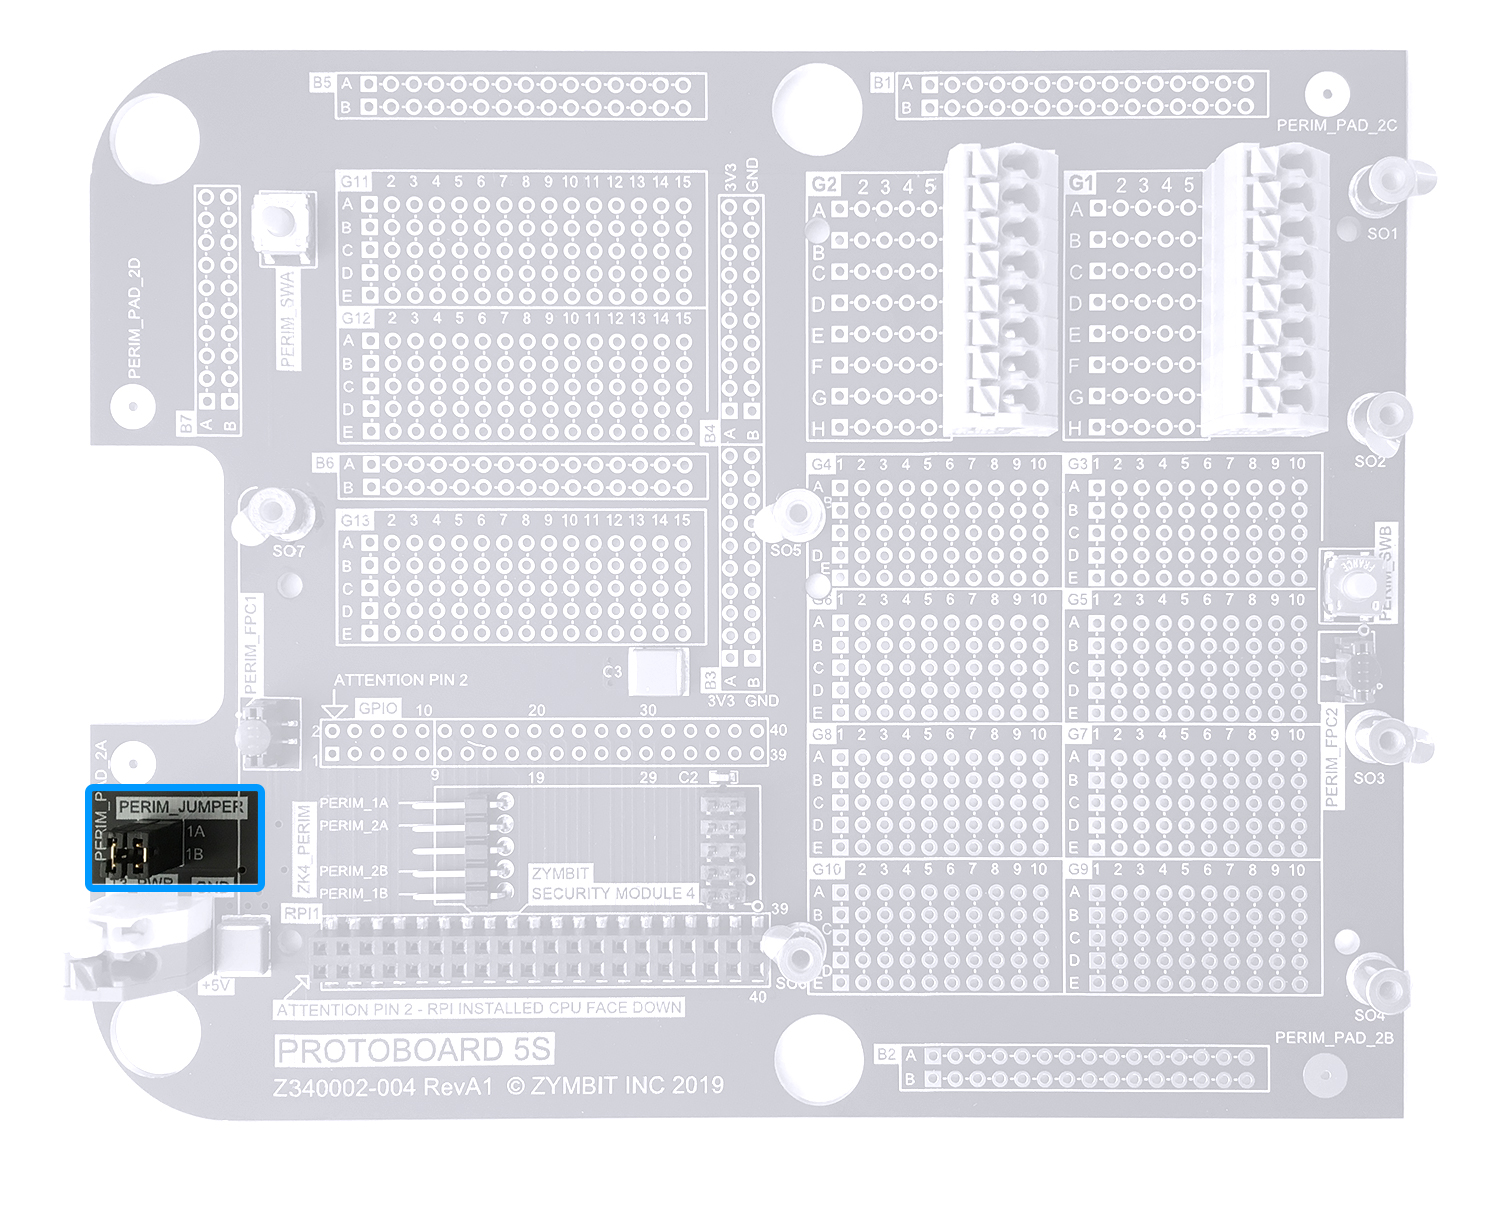 B5 A
B
B1 A
B
PERIM_PAD_2C
PERIM_PAD_2D
PERIM_SWA
B7 A B
G11 2 3 4 5 6 7 8 9 10 11 12 13 14 15
A
B
C
D
E
G12 2 3 4 5 6 7 8 9 10 11 12 13 14 15
A
B
C
D
E
3V3 GND
B4 A B
G2 2 3 4 5
A
B
C
D
E
F
G
H
G1 2 3 4 5
A
B
C
D
E
F
G
H
SO1
SO2
B6 A
B
SO7
G13 2 3 4 5 6 7 8 9 10 11 12 13 14 15
A
B
C
D
E
SO5
G4 1 2 3 4 5 6 7 8 9 10
A
B
C
D
E
G3 1 2 3 4 5 6 7 8 9 10
A
B
C
D
E
PERIM_SWB
PERIM_FPC1
C3
B3 A B
3V3 GND
G6 1 2 3 4 5 6 7 8 9 10
A
B
C
D
E
G5 1 2 3 4 5 6 7 8 9 10
A
B
C
D
E
PERIM_FPC2
SO3
ATTENTION PIN 2
GPIO 10 20 30
2 40
1 39
9 19 29 C2
G8 1 2 3 4 5 6 7 8 9 10
A
B
C
D
E
G7 1 2 3 4 5 6 7 8 9 10
A
B
C
D
E
PERIM_PAD_2A
PERIM_JUMPER
1A
1B
GND
+5V
ZK4_PERIM
PERIM_1A
PERIM_2A
PERIM_2B
PERIM_1B
ZYMBIT
SECURITY MODULE 4
RPI1
39
40
G10 1 2 3 4 5 6 7 8 9 10
A
B
C
D
E
G9 1 2 3 4 5 6 7 8 9 10
A
B
C
D
E
SO4
ATTENTION PIN 2 - RPI INSTALLED CPU FACE DOWN
PROTOBOARD 5S
Z340002-004 RevA1 © ZYMBIT INC 2019
B2 A
B
PERIM_PAD_2B